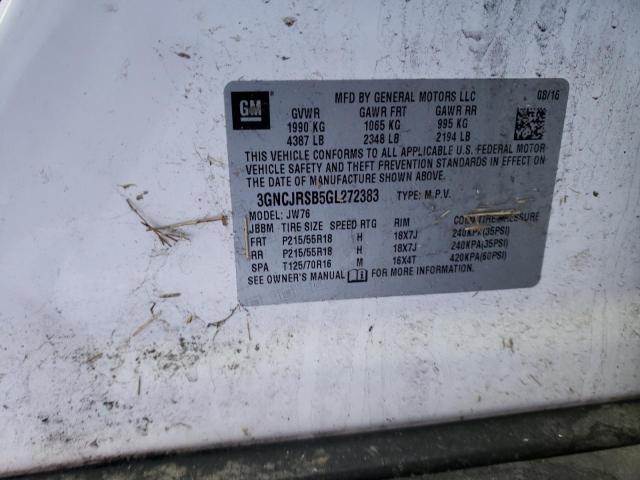 GM
MFD BY GENERAL MOTORS LLC 08/16
GVWR GAWR FRT GAWR RR
1990 KG 1065 KG 995 KG
4387 LB 2348 LB 2194 LB
THIS VEHICLE CONFORMS TO ALL APPLICABLE U.S. FEDERAL MOTOR
VEHICLE SAFETY AND THEFT PREVENTION STANDARDS IN EFFECT ON
THE DATE OF MANUFACTURE SHOWN ABOVE.
3GNCJRSB5GL272383 TYPE: M.P.V.
MODEL: JW76
JBBM TIRE SIZE SPEED RTG RIM COLD TIRE PRESSURE
FRT P215/55R18 H 18X7J 240KPA(35PSI)
RR P215/55R18 H 18X7J 240KPA(35PSI)
SPA T125/70R16 M 16X4T 420KPA(60PSI)
SEE OWNER'S MANUAL FOR MORE INFORMATION.